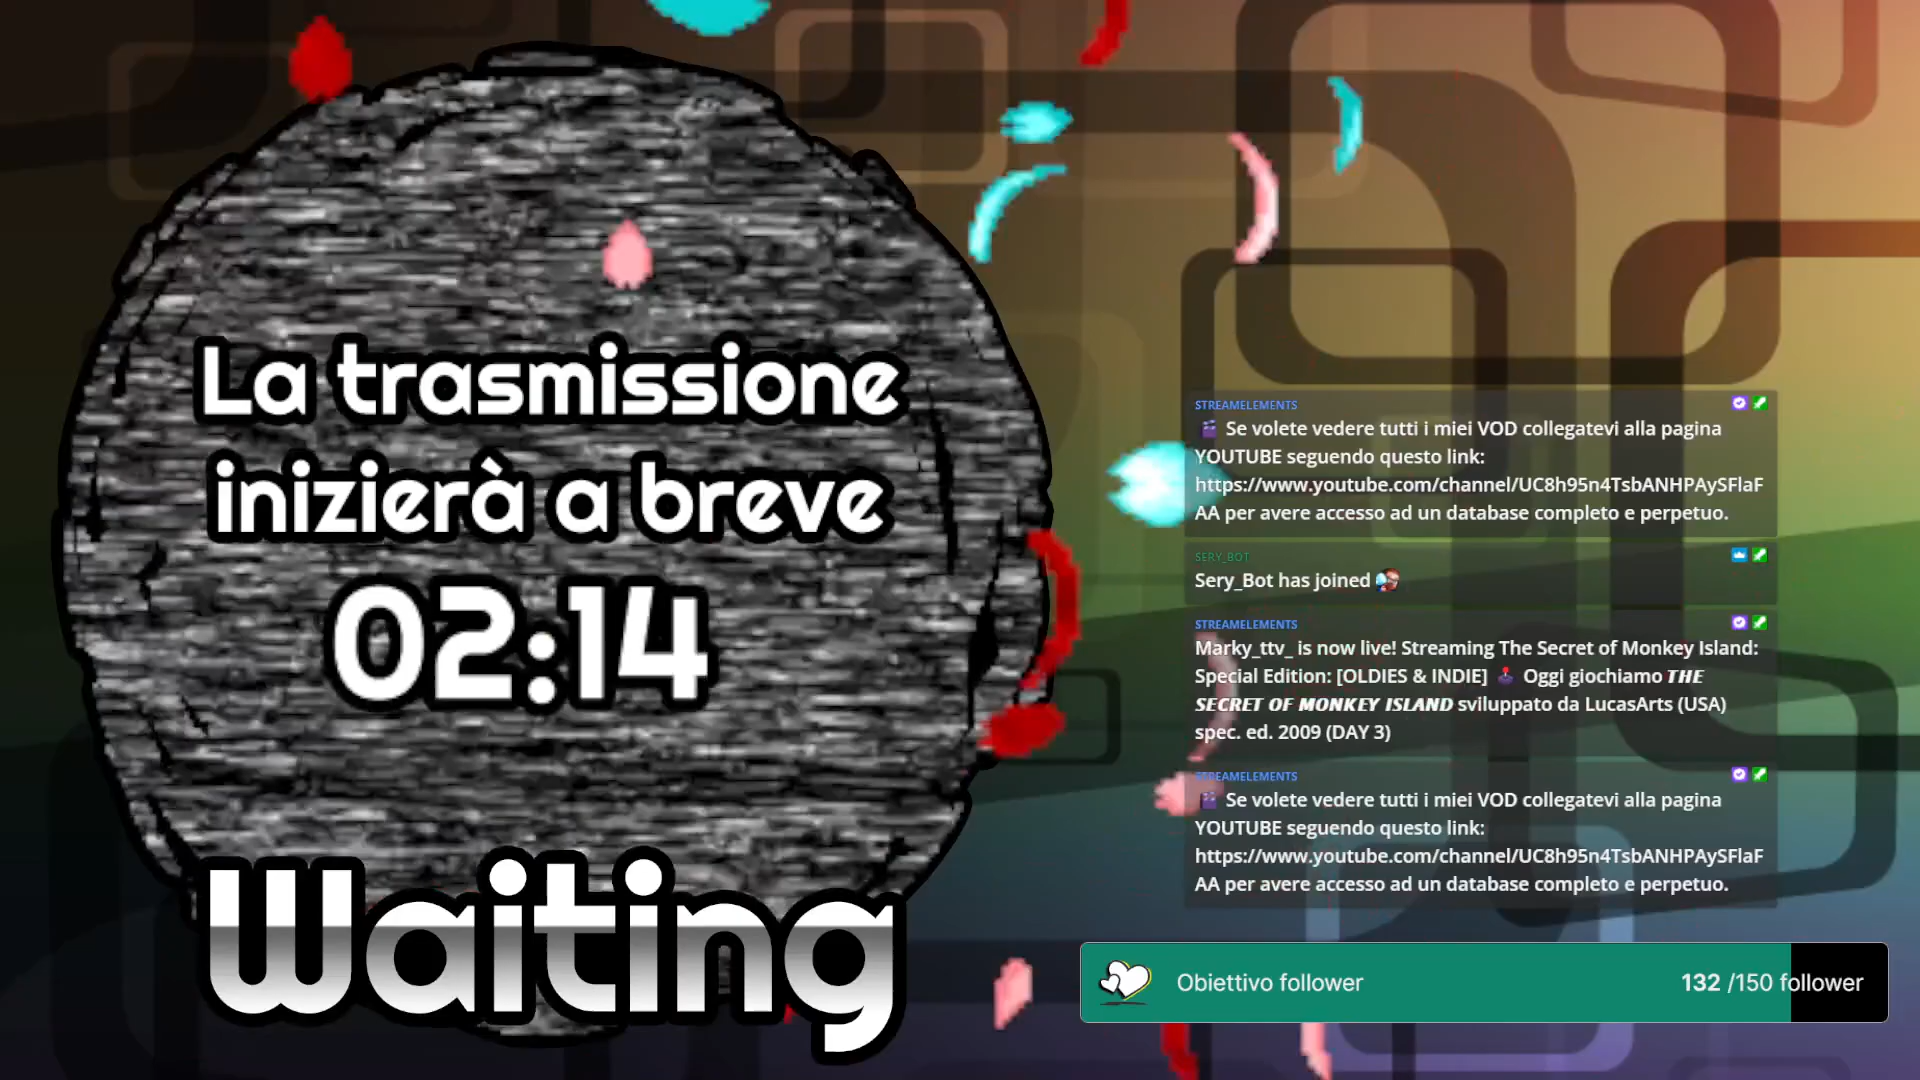 La trasmissione
inizierà a breve
02:14
Waiting
STREAMELEMENTS
🎬 Se volete vedere tutti i miei VOD collegatevi alla pagina
YOUTUBE seguendo questo link:
https://www.youtube.com/channel/UC8h95n4TsbANHPAySFlaF
AA per avere accesso ad un database completo e perpetuo.
SERY_BOT
Sery_Bot has joined
STREAMELEMENTS
Marky_ttv_ is now live! Streaming The Secret of Monkey Island:
Special Edition: [OLDIES & INDIE] 🕹️ Oggi giochiamo THE
SECRET OF MONKEY ISLAND sviluppato da LucasArts (USA)
spec. ed. 2009 (DAY 3)
STREAMELEMENTS
🎬 Se volete vedere tutti i miei VOD collegatevi alla pagina
YOUTUBE seguendo questo link:
https://www.youtube.com/channel/UC8h95n4TsbANHPAySFlaF
AA per avere accesso ad un database completo e perpetuo.
Obiettivo follower 132 /150 follower